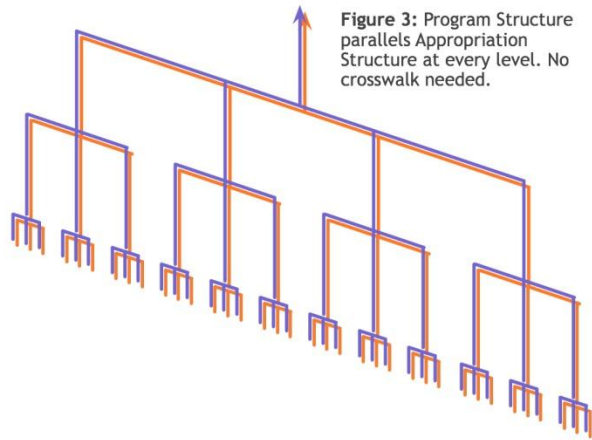 Figure 3: Program Structure
parallels Appropriation
Structure at every level. No
crosswalk needed.